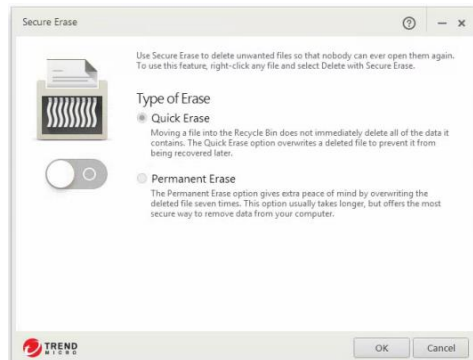 Secure Erase
Use Secure Erase to delete unwanted files so that nobody can ever open them again.
To use this feature, right-click any file and select Delete with Secure Erase.
Type of Erase
Quick Erase
Moving a file into the Recycle Bin does not immediately delete all of the data it
contains. The Quick Erase option overwrites a deleted file to prevent it from
being recovered later.
Permanent Erase
The Permanent Erase option gives extra peace of mind by overwriting the
deleted file seven times. This option usually takes longer, but offers the most
secure way to remove data from your computer.
TREND
MICRO
OK
Cancel